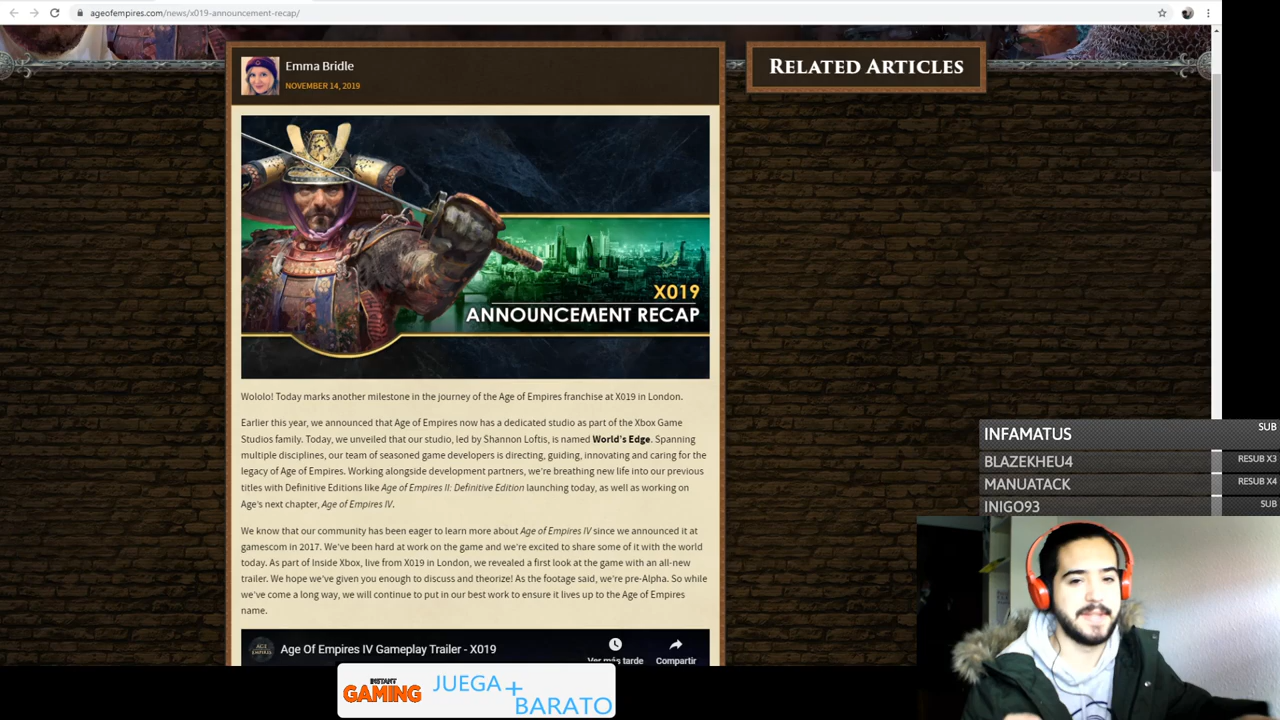 ageofempires.com/news/x019-announcement-recap/
Emma Bridle
NOVEMBER 14, 2019
RELATED ARTICLES
X019
ANNOUNCEMENT RECAP
Wololo! Today marks another milestone in the journey of the Age of Empires franchise at X019 in London.
Earlier this year, we announced that Age of Empires now has a dedicated studio as part of the Xbox Game
Studios family. Today, we unveiled that our studio, led by Shannon Loftis, is named World's Edge. Spanning
multiple disciplines, our team of seasoned game developers is directing, guiding, innovating and caring for the
legacy of Age of Empires. Working alongside development partners, we're breathing new life into our previous
titles with Definitive Editions like Age of Empires II: Definitive Edition launching today, as well as working on
Age's next chapter, Age of Empires IV.
We know that our community has been eager to learn more about Age of Empires IV since we announced it at
gamescom in 2017. We've been hard at work on the game and we're excited to share some of it with the world
today. As part of Inside Xbox, live from X019 in London, we revealed a first look at the game with an all-new
trailer. We hope we've given you enough to discuss and theorize! As the footage said, we're pre-Alpha. So while
we've come a long way, we will continue to put in our best work to ensure it lives up to the Age of Empires
name.
Age Of Empires IV Gameplay Trailer - X019
Ver más tarde
Compartir
INFAMATUS SUB
BLAZEKHEU4 RESUB X3
MANUATACK RESUB X4
INIGO93 SUB
INSTANT
GAMING
JUEGA+
BARATO